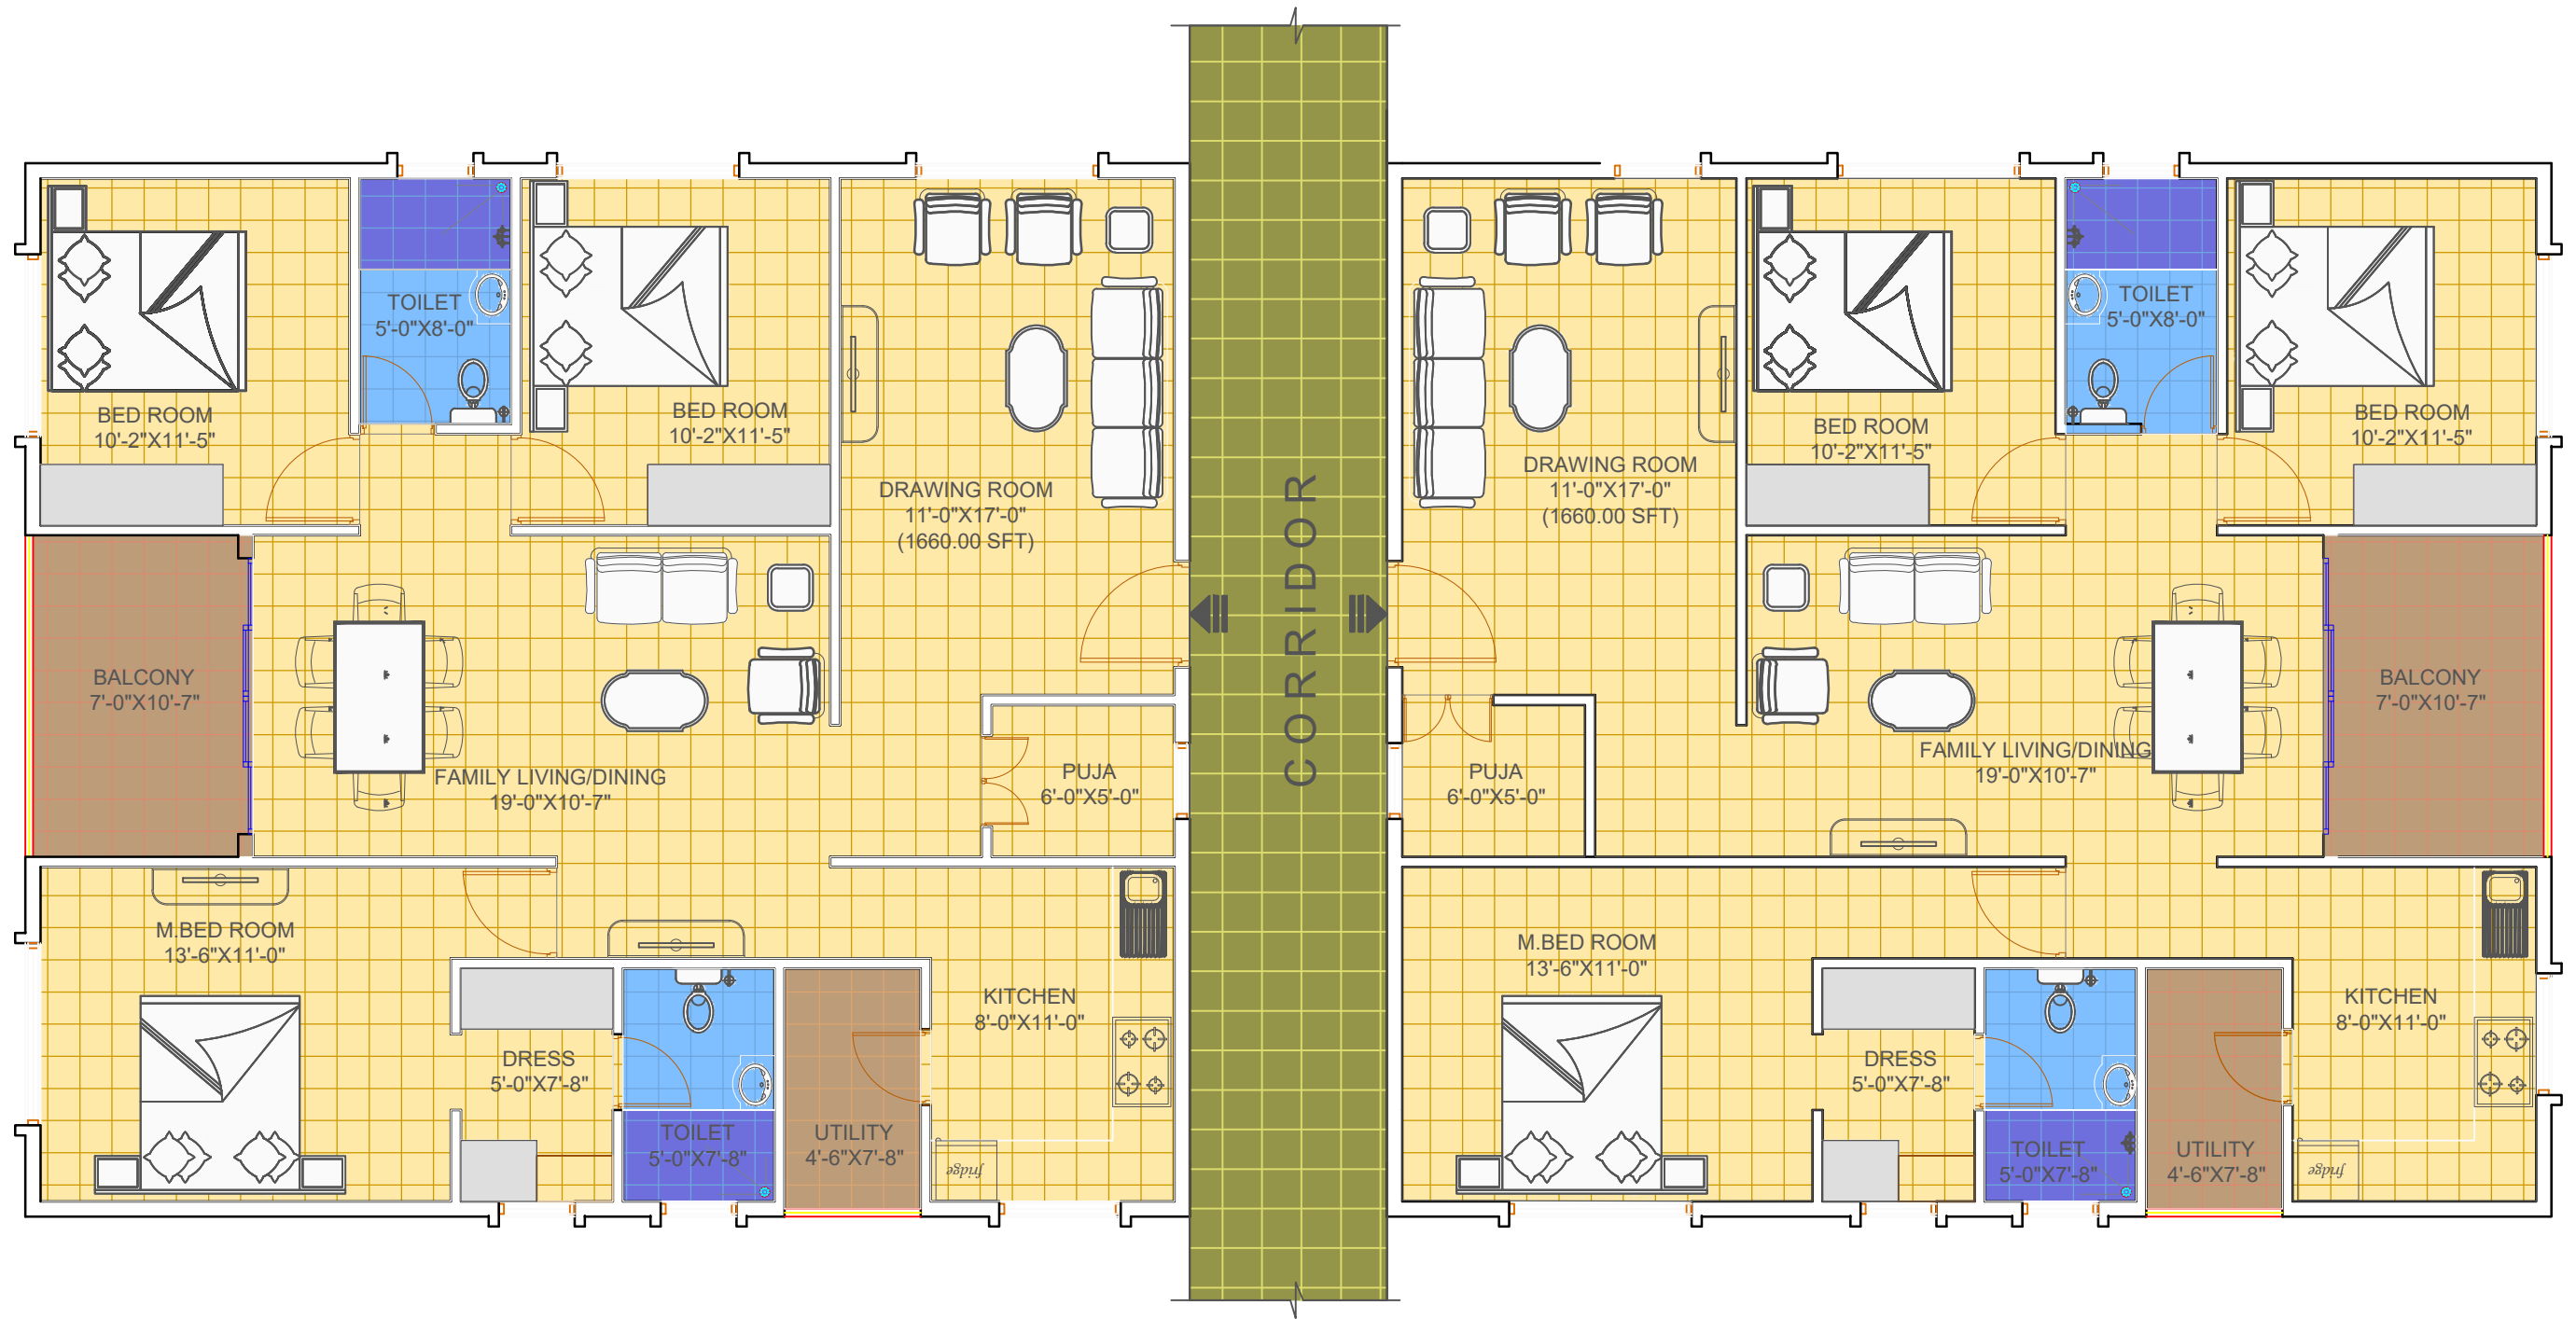 BED ROOM
10'-2"X11'-5"
TOILET
5'-0"X8'-0"
BED ROOM
10'-2"X11'-5"
DRAWING ROOM
11'-0"X17'-0"
(1660.00 SFT)
BALCONY
7'-0"X10'-7"
FAMILY LIVING/DINING
19'-0"X10'-7"
PUJA
6'-0"X5'-0"
M.BED ROOM
13'-6"X11'-0"
DRESS
5'-0"X7'-8"
TOILET
5'-0"X7'-8"
UTILITY
4'-6"X7'-8"
KITCHEN
8'-0"X11'-0"
fridge
CORRIDOR
DRAWING ROOM
11'-0"X17'-0"
(1660.00 SFT)
BED ROOM
10'-2"X11'-5"
TOILET
5'-0"X8'-0"
BED ROOM
10'-2"X11'-5"
PUJA
6'-0"X5'-0"
FAMILY LIVING/DINING
19'-0"X10'-7"
BALCONY
7'-0"X10'-7"
M.BED ROOM
13'-6"X11'-0"
DRESS
5'-0"X7'-8"
TOILET
5'-0"X7'-8"
UTILITY
4'-6"X7'-8"
KITCHEN
8'-0"X11'-0"
fridge